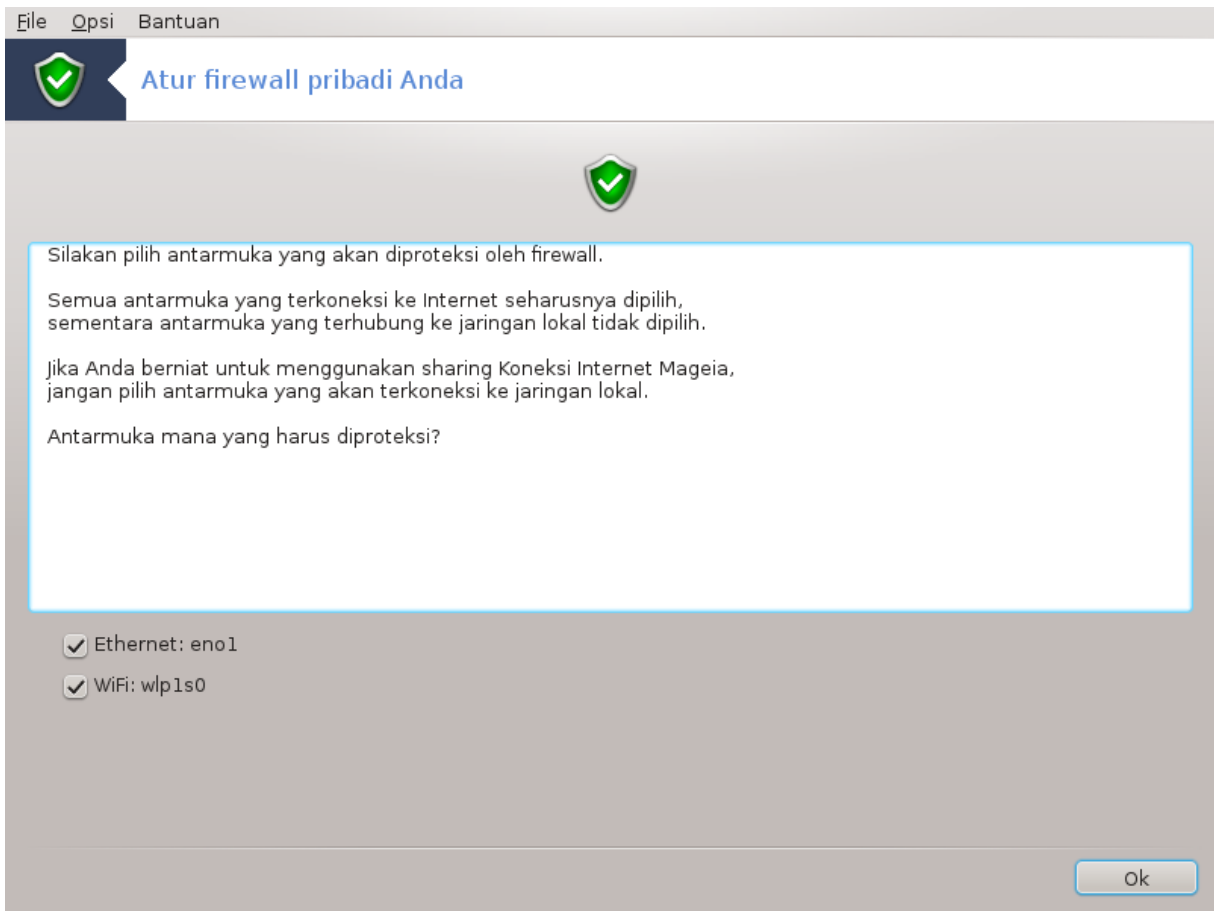 File Opsi Bantuan
Atur firewall pribadi Anda
Silakan pilih antarmuka yang akan diproteksi oleh firewall.
Semua antarmuka yang terkoneksi ke Internet seharusnya dipilih,
sementara antarmuka yang terhubung ke jaringan lokal tidak dipilih.
Jika Anda berniat untuk menggunakan sharing Koneksi Internet Mageia,
jangan pilih antarmuka yang akan terkoneksi ke jaringan lokal.
Antarmuka mana yang harus diproteksi?
Ethernet: eno1
WiFi: wlp1s0
Ok